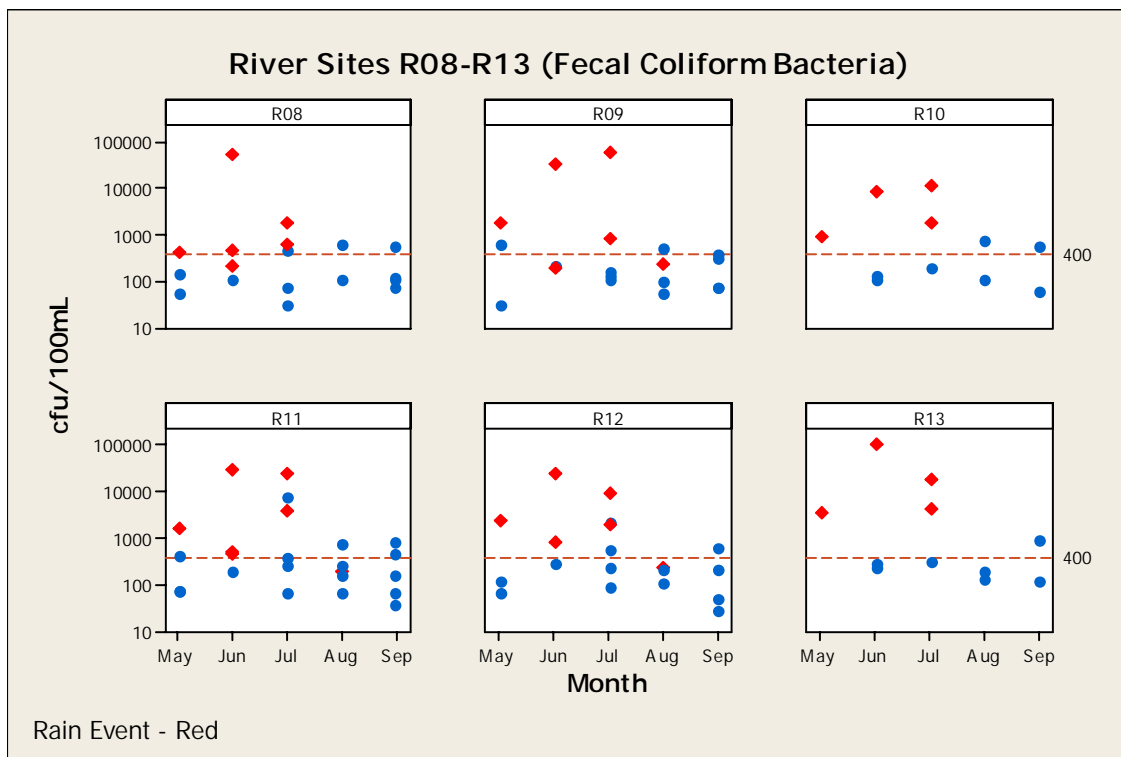 River Sites R08-R13 (Fecal Coliform Bacteria)
R08 R09 R10
100000
10000
1000
100
10
400
cfu/100mL
R11 R12 R13
100000
10000
1000
100
10
400
May Jun Jul Aug Sep May Jun Jul Aug Sep May Jun Jul Aug Sep
Month
Rain Event - Red